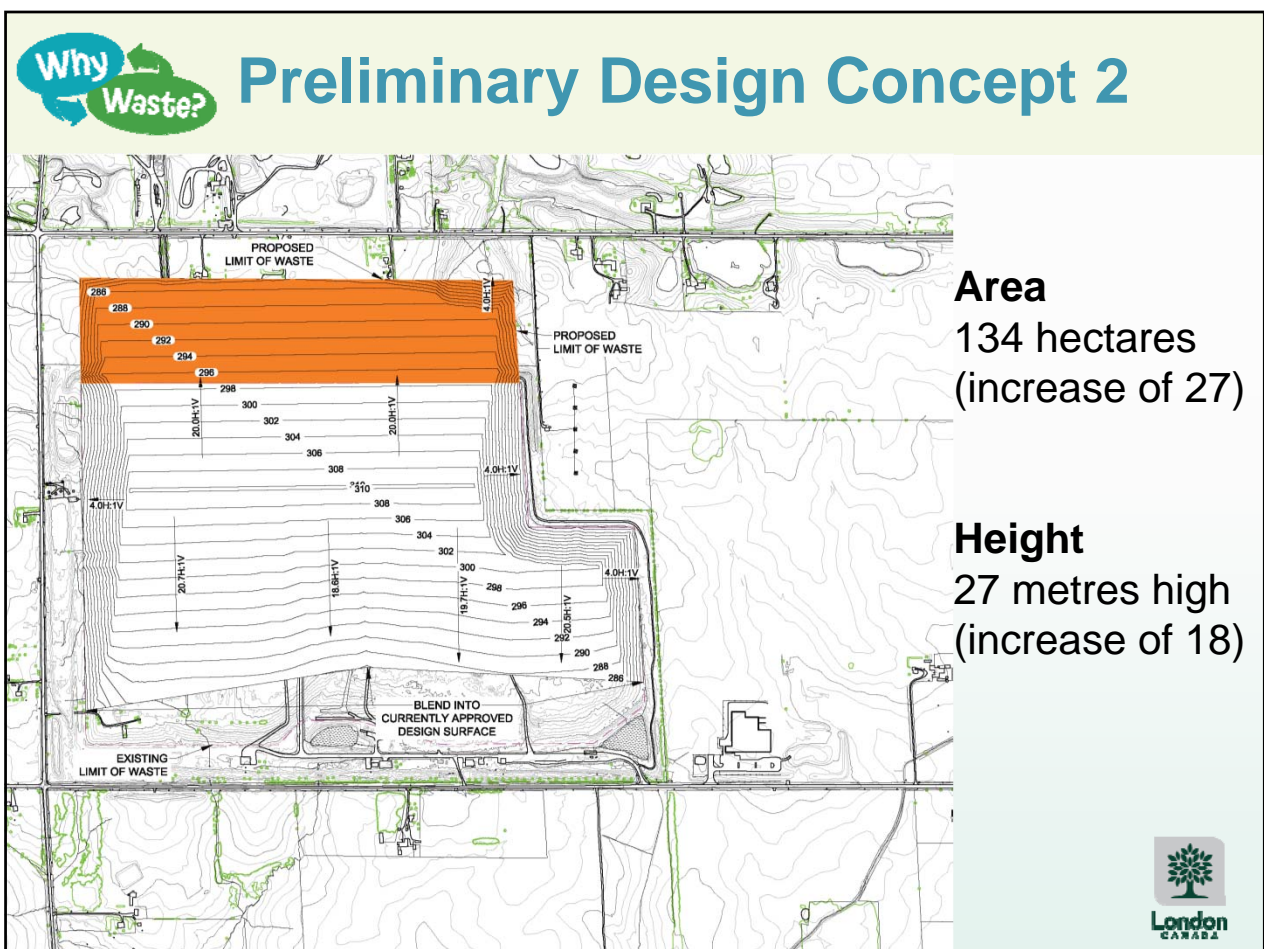 Why
Waste?
Preliminary Design Concept 2
PROPOSED
LIMIT OF WASTE
286
288
4.0H:1V
290
292
PROPOSED
LIMIT OF WASTE
294
296
298
20.0H:1V
20.0H:1V
300
302
304
306
308
4.0H:1V
310
310
4.0H:1V
308
306
304
302
300
20.7H:1V
18.6H:1V
19.7H:1V
20.5H:1V
4.0H:1V
298
296
294
292
290
288
286
BLEND INTO
CURRENTLY APPROVED
DESIGN SURFACE
EXISTING
LIMIT OF WASTE
Area
134 hectares
(increase of 27)
Height
27 metres high
(increase of 18)
London
CANADA